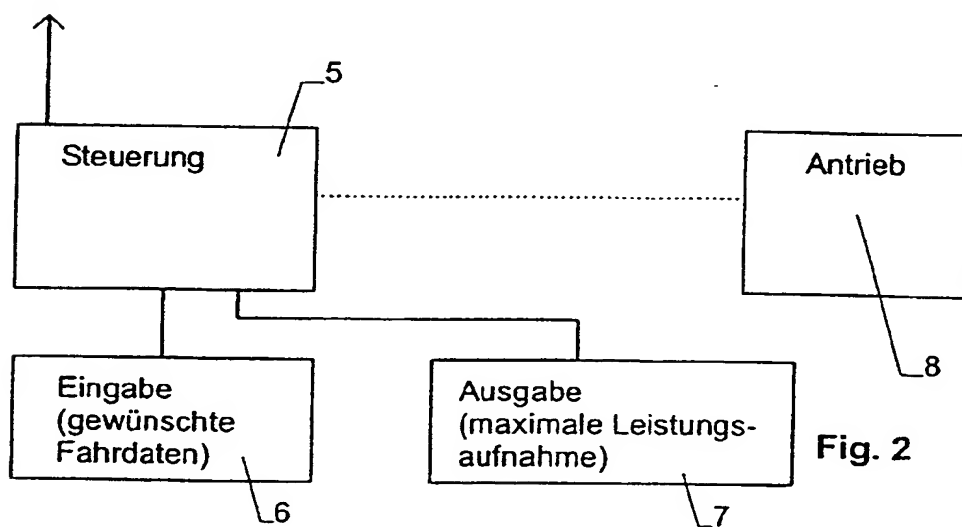 5
Steuerung
Antrieb
8
Eingabe
(gewünschte
Fahrdaten)
6
Ausgabe
(maximale Leistungs-
aufnahme)
7
Fig. 2